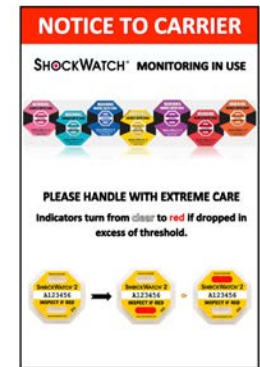 NOTICE TO CARRIER
SHOCKWATCH® MONITORING IN USE
PLEASE HANDLE WITH EXTREME CARE
Indicators turn from clear to red if dropped in
excess of threshold.
SHOCKWATCH 2
A123456
INSPECT IF RED
SHOCKWATCH 2
A123456
INSPECT IF RED
or
SHOCKWATCH 2
A123456
INSPECT IF RED